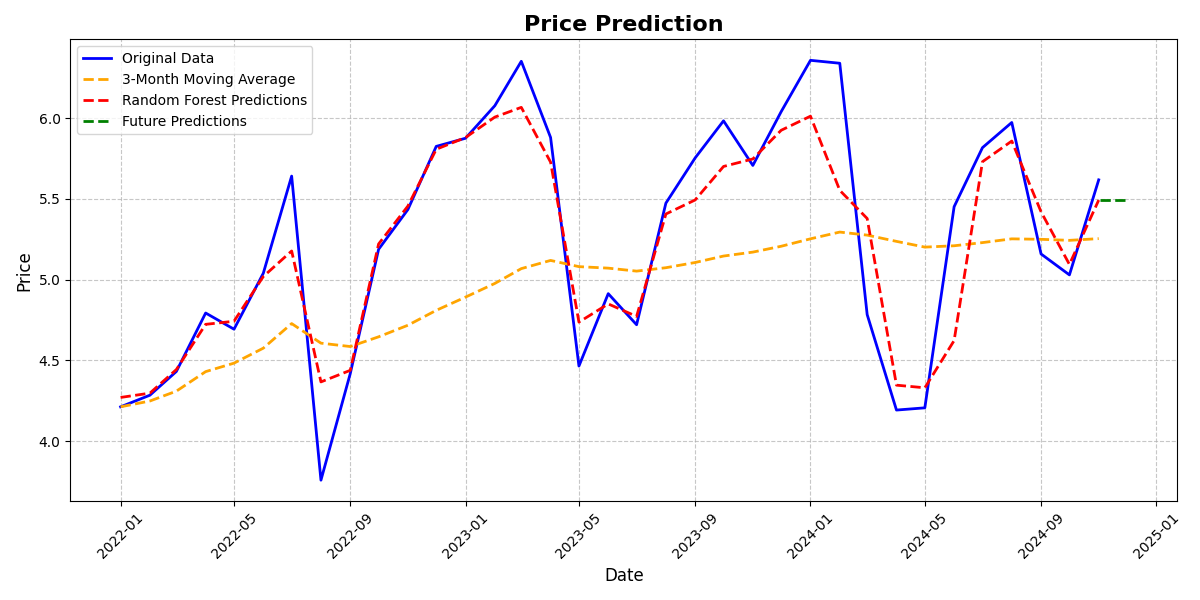 Price Prediction
Original Data
3-Month Moving Average
Random Forest Predictions
Future Predictions
Price
6.0
5.5
5.0
4.5
4.0
2022-01
2022-05
2022-09
2023-01
2023-05
2023-09
2024-01
2024-05
2024-09
2025-01
Date